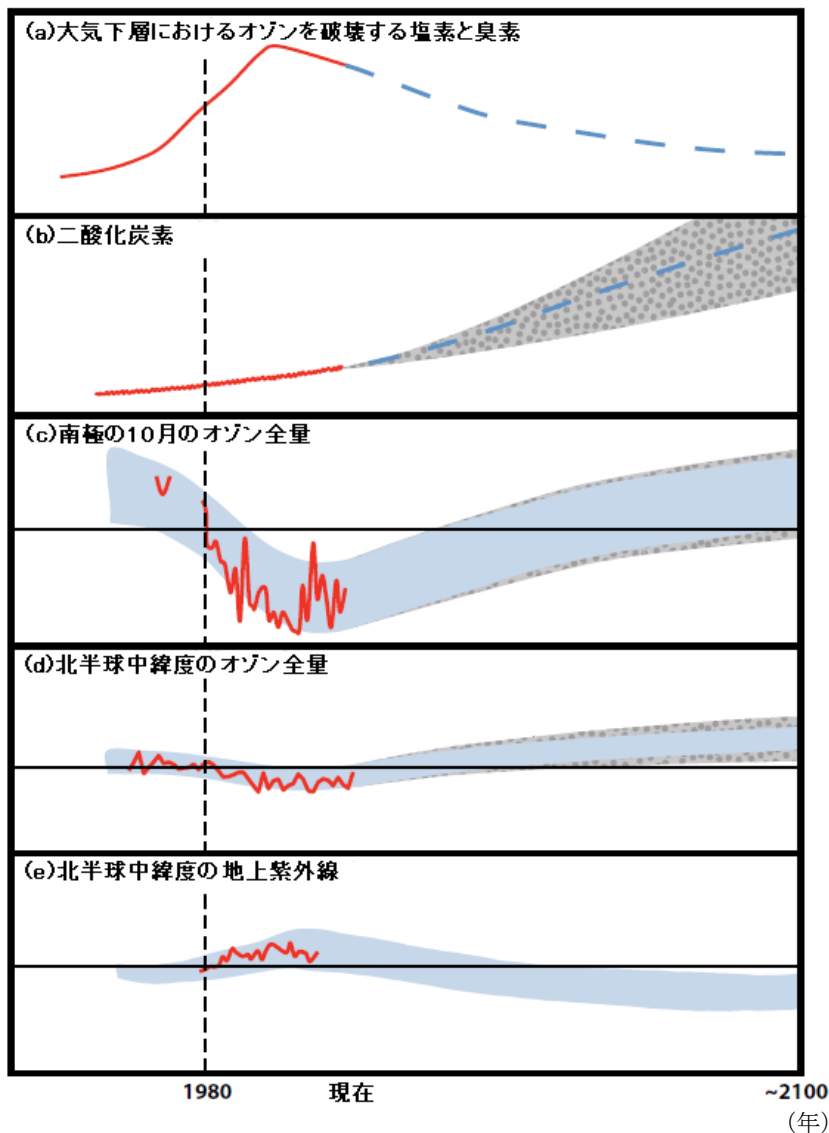 (a)大気下層におけるオゾンを破壊する塩素と臭素
(b)二酸化炭素
(c)南極の10月のオゾン全量
(d)北半球中緯度のオゾン全量
(e)北半球中緯度の地上紫外線
1980 現在 ~2100
(年)